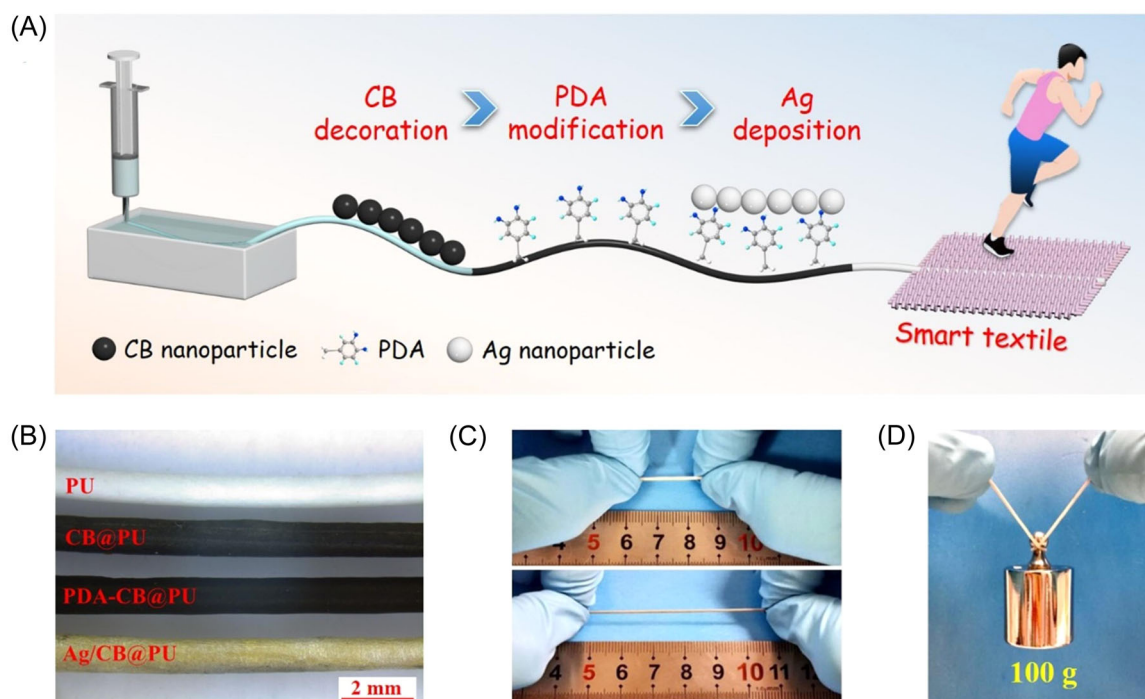 (A)
CB
decoration
PDA
modification
Ag
deposition
CB nanoparticle
PDA
Ag nanoparticle
Smart textile
(B)
PU
CB@PU
PDA-CB@PU
Ag/CB@PU
2 mm
(C)
4 5 6 7 8 9 10
4 5 6 7 8 9 10 11
(D)
100 g